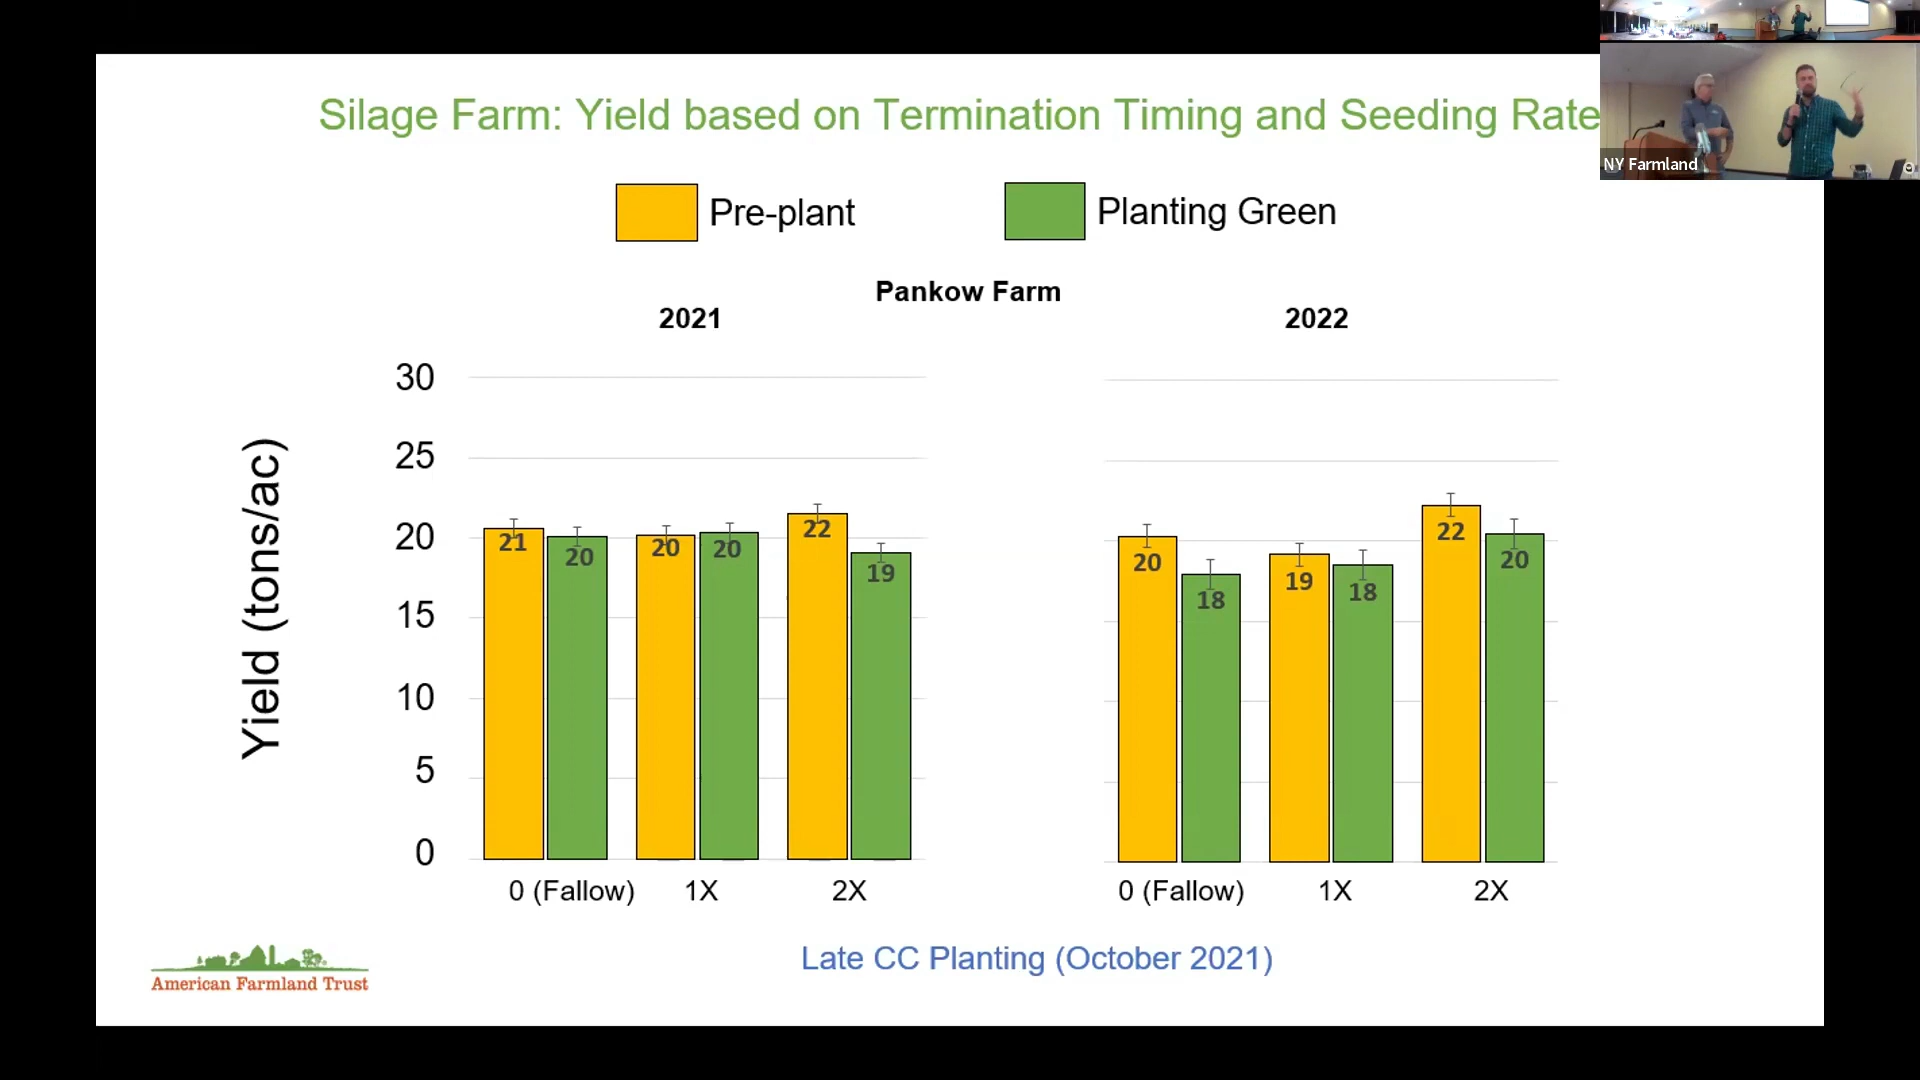 Silage Farm: Yield based on Termination Timing and Seeding Rate
NY Farmland
Pre-plant
Planting Green
Pankow Farm
2021
2022
Yield (tons/ac)
30
25
20
15
10
5
0
21
20
20
20
22
19
20
18
19
18
22
20
0 (Fallow)
1X
2X
0 (Fallow)
1X
2X
Late CC Planting (October 2021)
American Farmland Trust